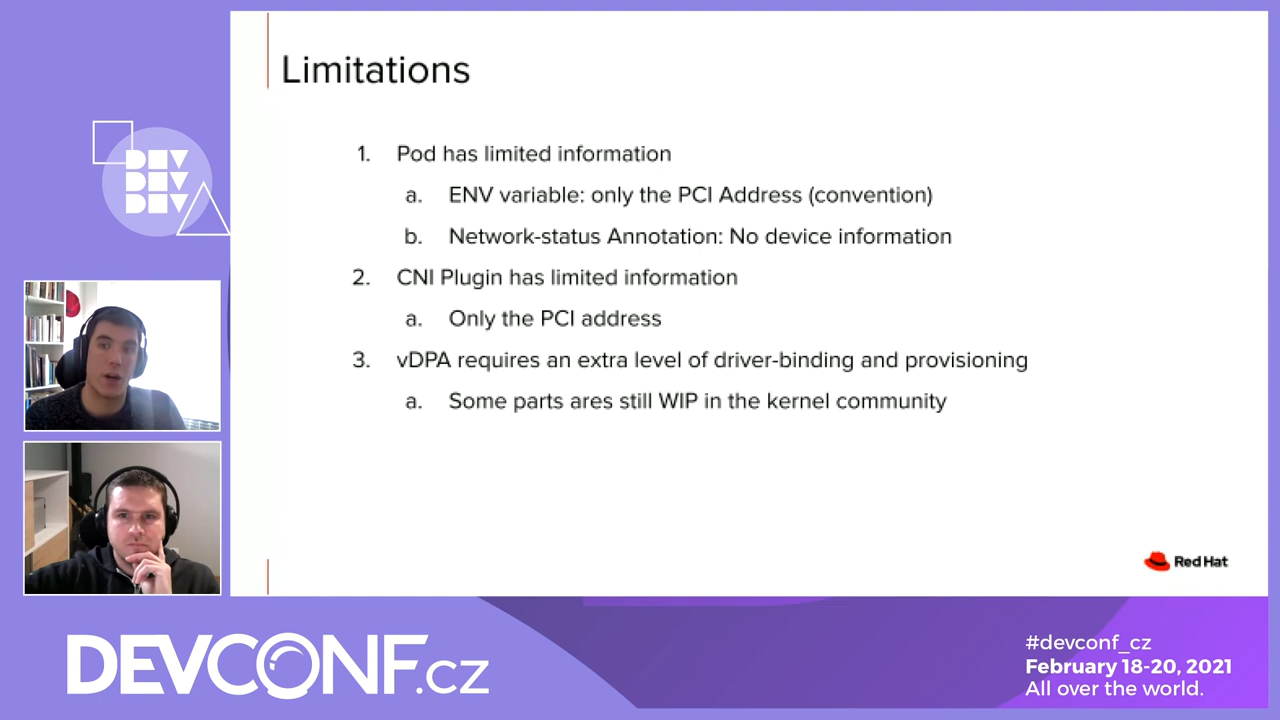 Limitations
1. Pod has limited information
a. ENV variable: only the PCI Address (convention)
b. Network-status Annotation: No device information
2. CNI Plugin has limited information
a. Only the PCI address
3. vDPA requires an extra level of driver-binding and provisioning
a. Some parts ares still WIP in the kernel community
Red Hat
DEV
DEV
DEV
DEVCONF.cz
#devconf_cz
February 18-20, 2021
All over the world.